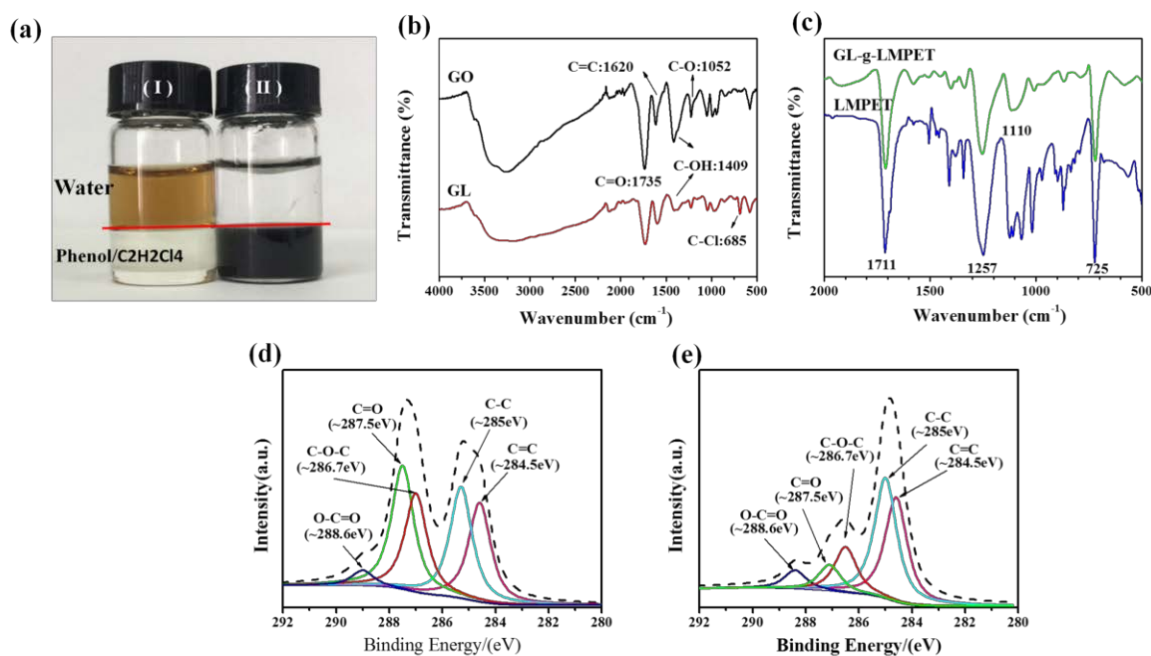 (a)
(I)
(II)
Water
Phenol/C2H2Cl4
(b)
GO
GL
C=C:1620
C-O:1052
C-OH:1409
C=O:1735
C-Cl:685
Transmittance (%)
4000 3500 3000 2500 2000 1500 1000 500
Wavenumber (cm-1)
(c)
GL-g-LMPET
LMPET
1110
1711
1257
725
Transmittance (%)
2000 1500 1000 500
Wavenumber (cm-1)
(d)
C=O
(~287.5eV)
C-O-C
(~286.7eV)
O-C=O
(~288.6eV)
C-C
(~285eV)
C=C
(~284.5eV)
Intensity(a.u.)
292 290 288 286 284 282 280
Binding Energy/(eV)
(e)
C-C
(~285eV)
C-O-C
(~286.7eV)
C=C
(~284.5eV)
C=O
(~287.5eV)
O-C=O
(~288.6eV)
Intensity(a.u.)
292 290 288 286 284 282 280
Binding Energy/(eV)